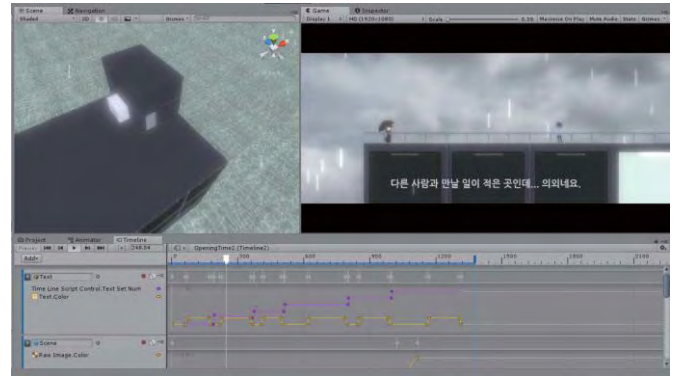 Scene Navigation
Shaded 2D Gizmos
Game Inspector
Display 1 HD (1920x1080) Scale Maximize On Play Mute Audio Stats Gizmos
다른 사람과 만날 일이 적은 곳인데... 의외네요.
Project Animator Timeline
OpeningTime2 (Timeline2)
Add
Text
Time Line Script Control.Text Set Num
Text.Color
Scene
Raw Image.Color